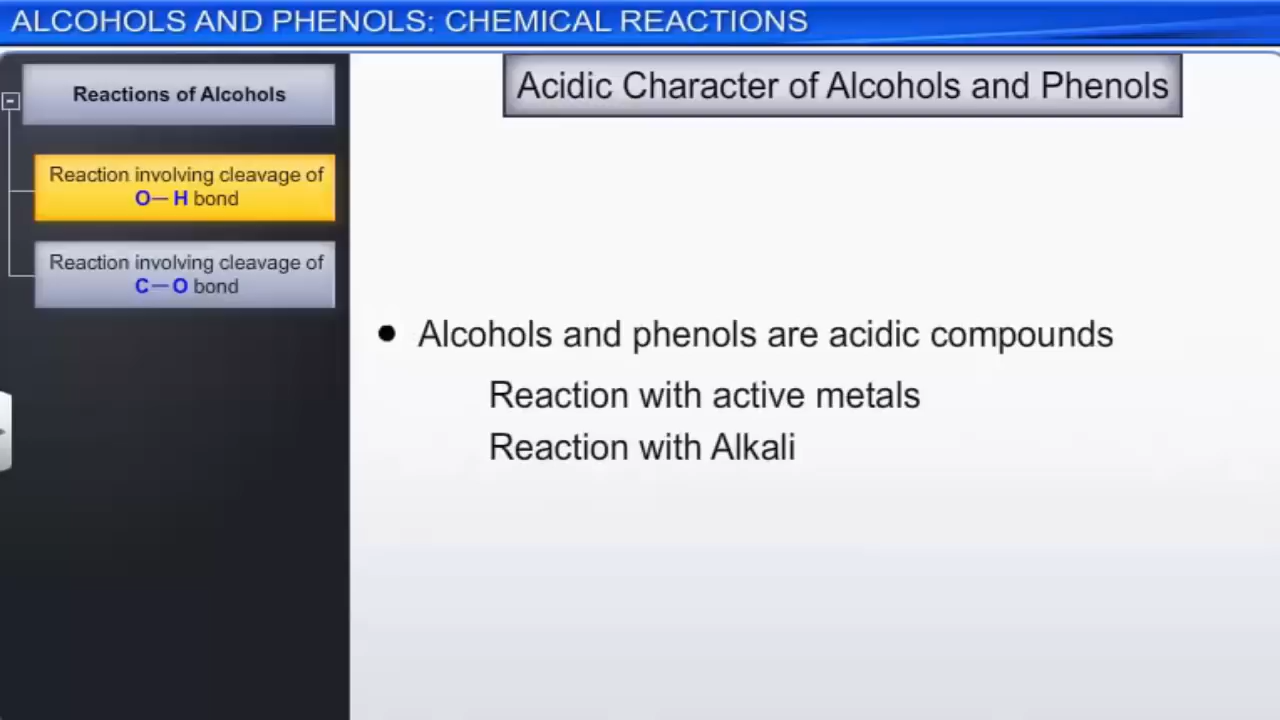 ALCOHOLS AND PHENOLS: CHEMICAL REACTIONS
Reactions of Alcohols
Reaction involving cleavage of
O—H bond
Reaction involving cleavage of
C—O bond
Acidic Character of Alcohols and Phenols
● Alcohols and phenols are acidic compounds
Reaction with active metals
Reaction with Alkali